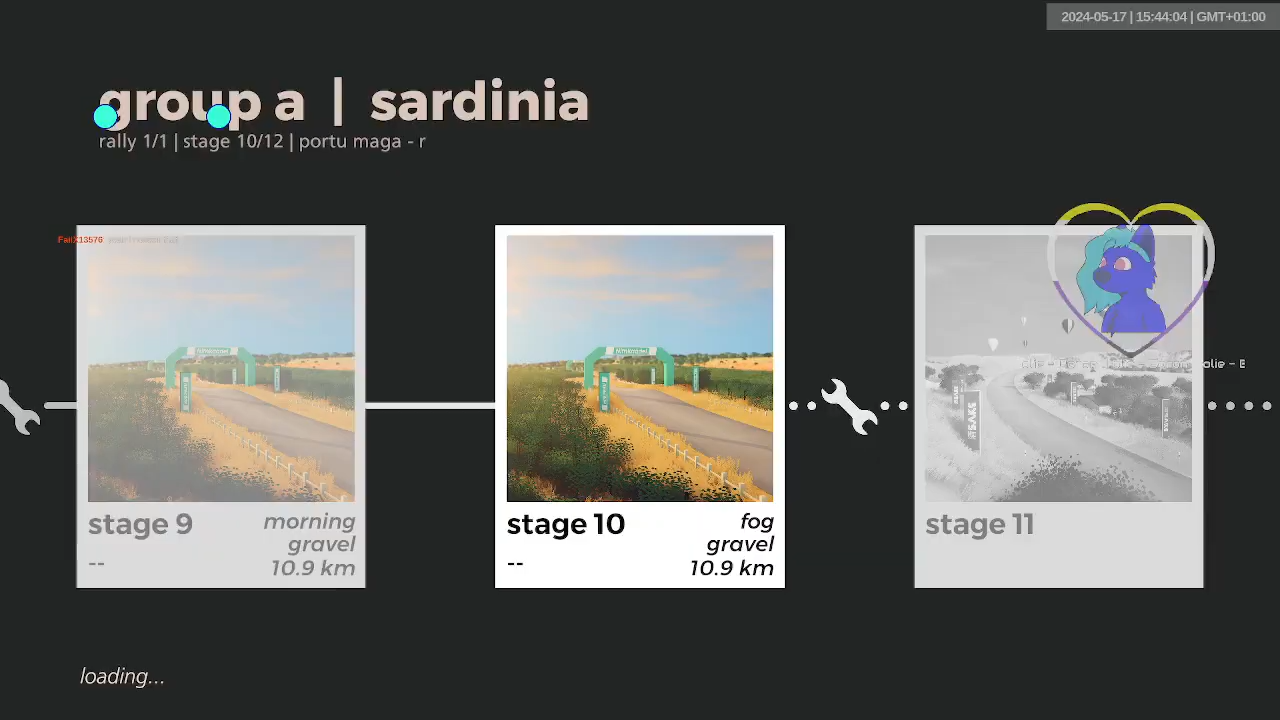 2024-05-17 | 15:44:04 | GMT+01:00
group a | sardinia
rally 1/1 | stage 10/12 | portu maga - r
FailX13576
stage 9
morning
gravel
10.9 km
--
stage 10
fog
gravel
10.9 km
--
stage 11
loading...